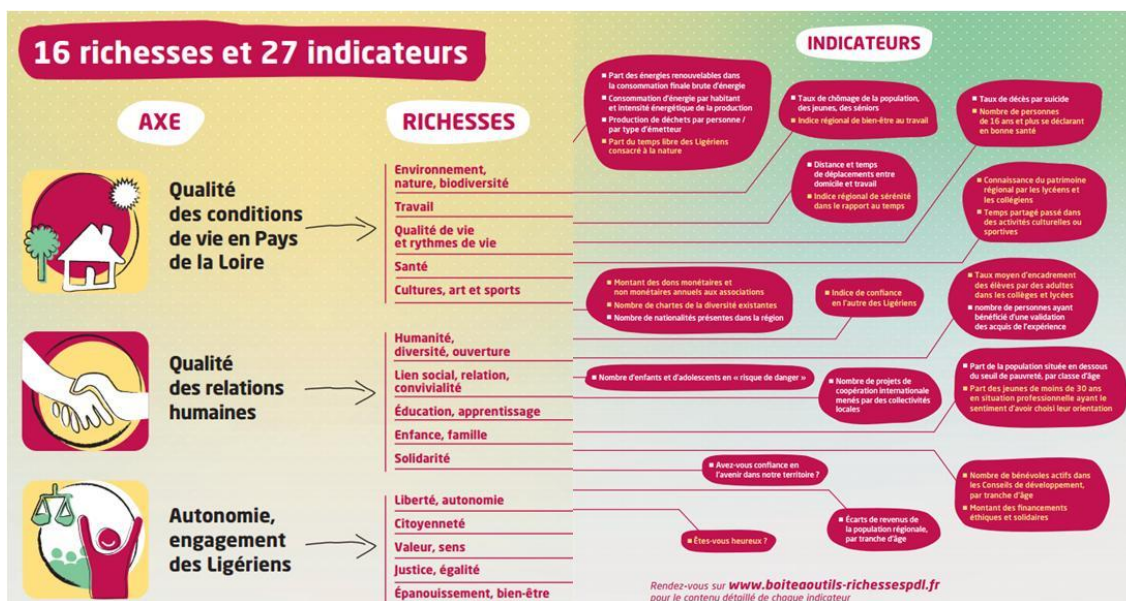 16 richesses et 27 indicateurs
AXE
RICHESSES
INDICATEURS
Qualité
des conditions
de vie en Pays
de la Loire
Environnement,
nature, biodiversité
Travail
Qualité de vie
et rythmes de vie
Santé
Cultures, art et sports
Qualité
des relations
humaines
Humanité,
diversité, ouverture
Lien social, relation,
convivialité
Éducation, apprentissage
Enfance, famille
Solidarité
Autonomie,
engagement
des Ligériens
Liberté, autonomie
Citoyenneté
Valeur, sens
Justice, égalité
Épanouissement, bien-être
Part des énergies renouvelables dans
la consommation finale brute d'énergie
Consommation d'énergie par habitant
et intensité énergétique de la production
Production de déchets par personne /
par type d'émetteur
Part du temps libre des Ligériens
consacré à la nature
Taux de chômage de la population,
des jeunes, des séniors
Indice régional de bien-être au travail
Taux de décès par suicide
Nombre de personnes
de 16 ans et plus se déclarant
en bonne santé
Distance et temps
de déplacements entre
domicile et travail
Indice régional de sérénité
dans le rapport au temps
Connaissance du patrimoine
régional par les lycéens et
les collégiens
Temps partagé passé dans
des activités culturelles ou
sportives
Montant des dons monétaires et
non monétaires annuels aux associations
Nombre de chartes de la diversité existantes
Nombre de nationalités présentes dans la région
Indice de confiance
en l'autre des Ligériens
Taux moyen d'encadrement
des élèves par des adultes
dans les collèges et lycées
nombre de personnes ayant
bénéficié d'une validation
des acquis de l'expérience
Nombre d'enfants et d'adolescents en « risque de danger »
Nombre de projets de
coopération internationale
menés par des collectivités
locales
Part de la population située en dessous
du seuil de pauvreté, par classe d'âge
Part des jeunes de moins de 30 ans
en situation professionnelle ayant le
sentiment d'avoir choisi leur orientation
Avez-vous confiance en
l'avenir dans notre territoire ?
Nombre de bénévoles actifs dans
les Conseils de développement,
par tranche d'âge
Montant des financements
éthiques et solidaires
Êtes-vous heureux ?
Écarts de revenus de
la population régionale,
par tranche d'âge
Rendez-vous sur www.boiteaoutils-richessespdl.fr
pour le contenu détaillé de chaque indicateur